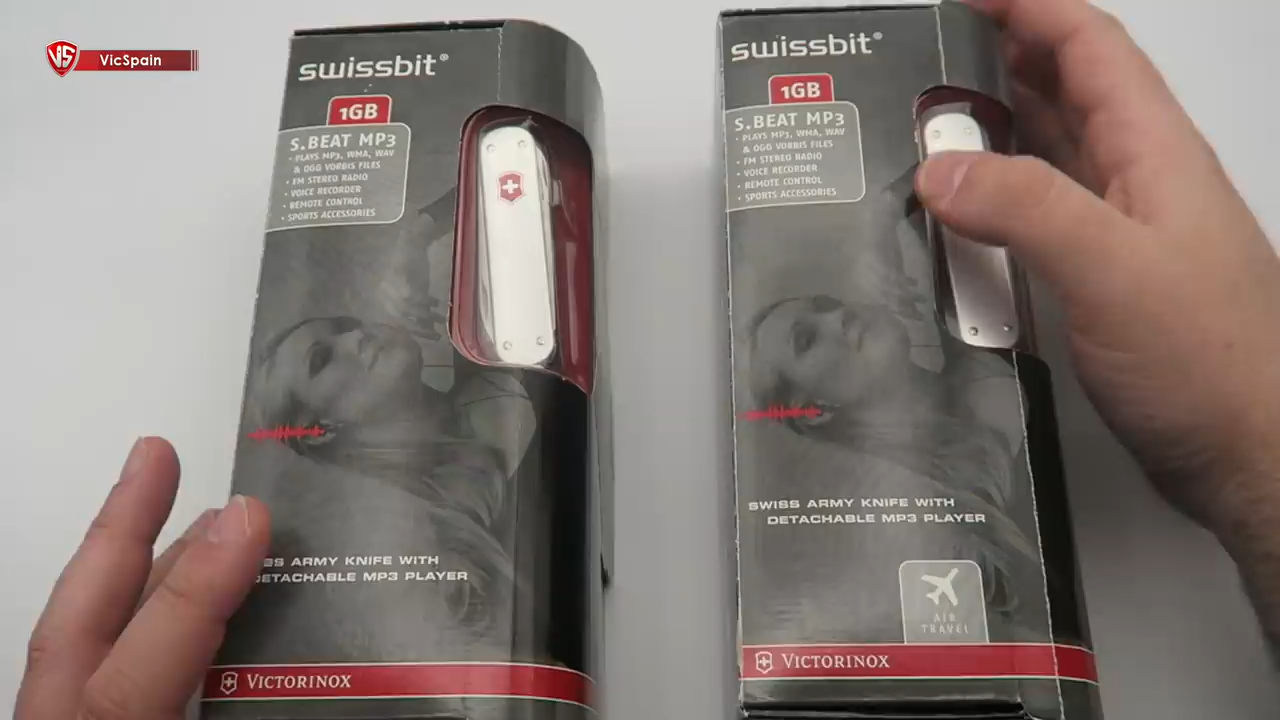 VicSpain
swissbit®
1GB
S.BEAT MP3
• PLAYS MP3, WMA, WAV
& OGG VORBIS FILES
• FM STEREO RADIO
• VOICE RECORDER
• REMOTE CONTROL
• SPORTS ACCESSORIES
ARMY KNIFE WITH
DETACHABLE MP3 PLAYER
VICTORINOX
swissbit®
1GB
S.BEAT MP3
• PLAYS MP3, WMA, WAV
& OGG VORBIS FILES
• FM STEREO RADIO
• VOICE RECORDER
• REMOTE CONTROL
• SPORTS ACCESSORIES
SWISS ARMY KNIFE WITH
DETACHABLE MP3 PLAYER
AIR
TRAVEL
VICTORINOX